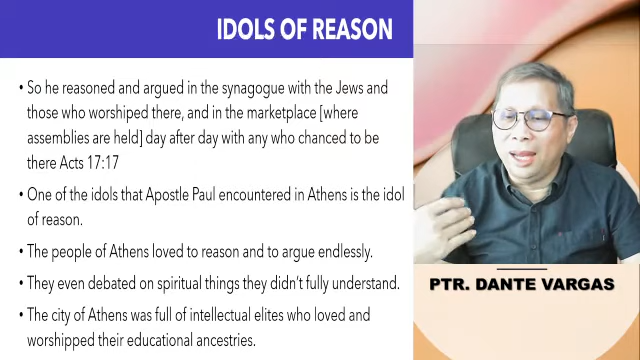 IDOLS OF REASON
• So he reasoned and argued in the synagogue with the Jews and
those who worshiped there, and in the marketplace [where
assemblies are held] day after day with any who chanced to be
there Acts 17:17
• One of the idols that Apostle Paul encountered in Athens is the idol
of reason.
• The people of Athens loved to reason and to argue endlessly.
• They even debated on spiritual things they didn't fully understand.
• The city of Athens was full of intellectual elites who loved and
worshipped their educational ancestries.
PTR. DANTE VARGAS